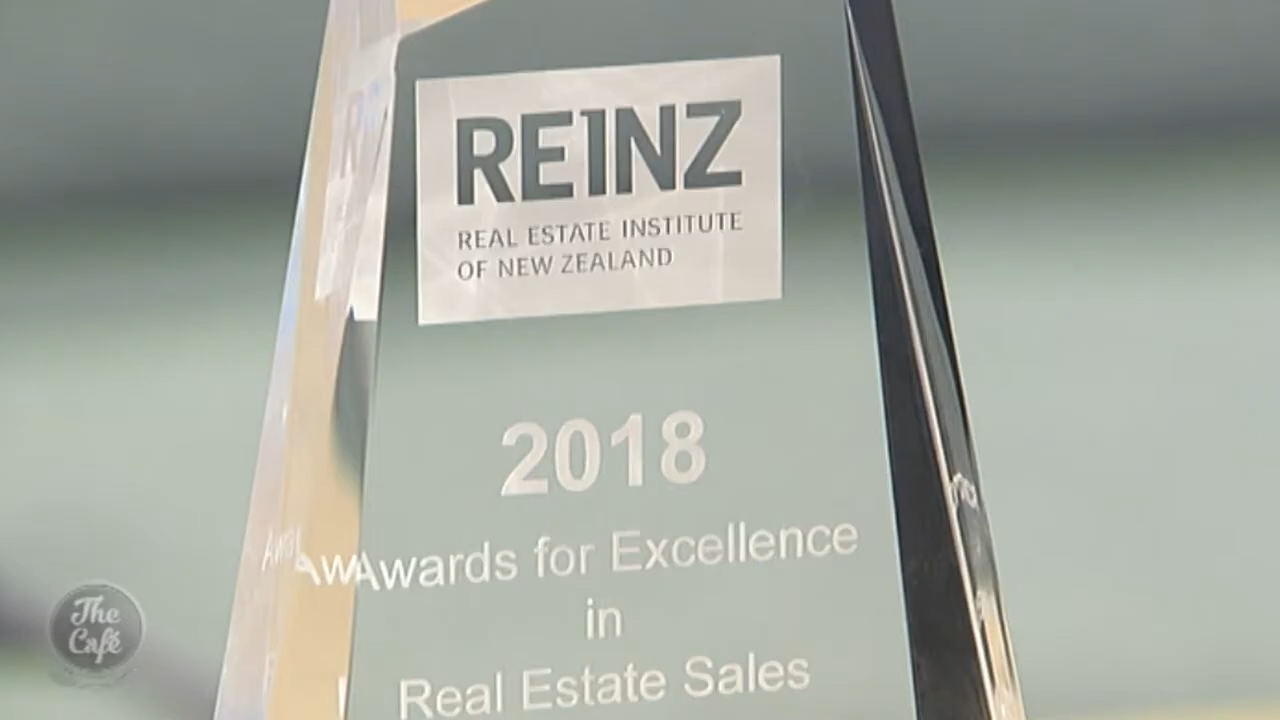 REINZ
REAL ESTATE INSTITUTE
OF NEW ZEALAND
2018
Awards for Excellence
in
Real Estate Sales
The
Café